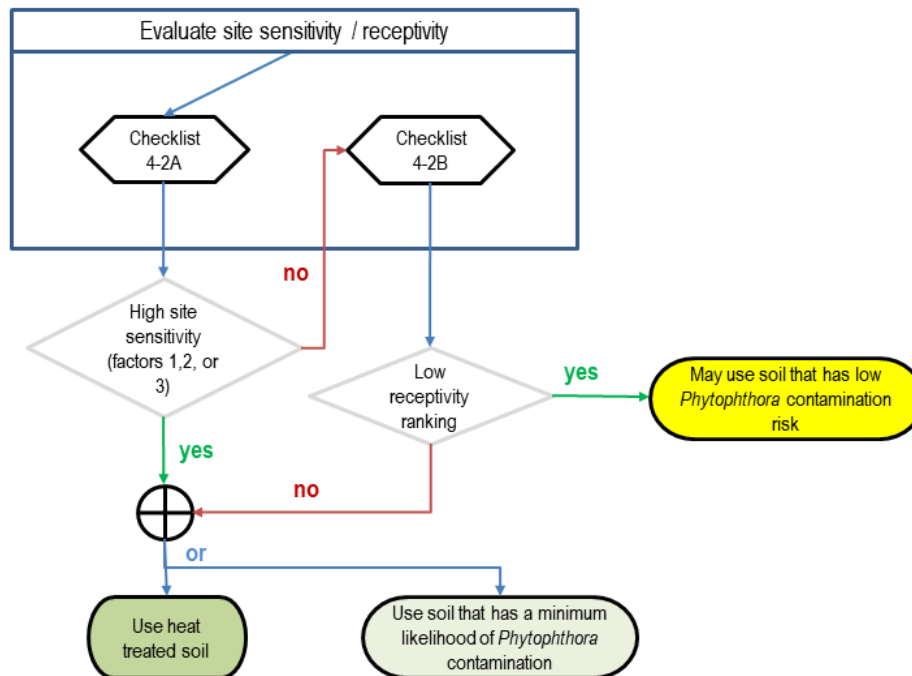 Evaluate site sensitivity / receptivity
Checklist
4-2A
Checklist
4-2B
no
High site
sensitivity
(factors 1,2, or
3)
Low
receptivity
ranking
yes
May use soil that has low
Phytophthora contamination
risk
yes
no
or
Use heat
treated soil
Use soil that has a minimum
likelihood of Phytophthora
contamination